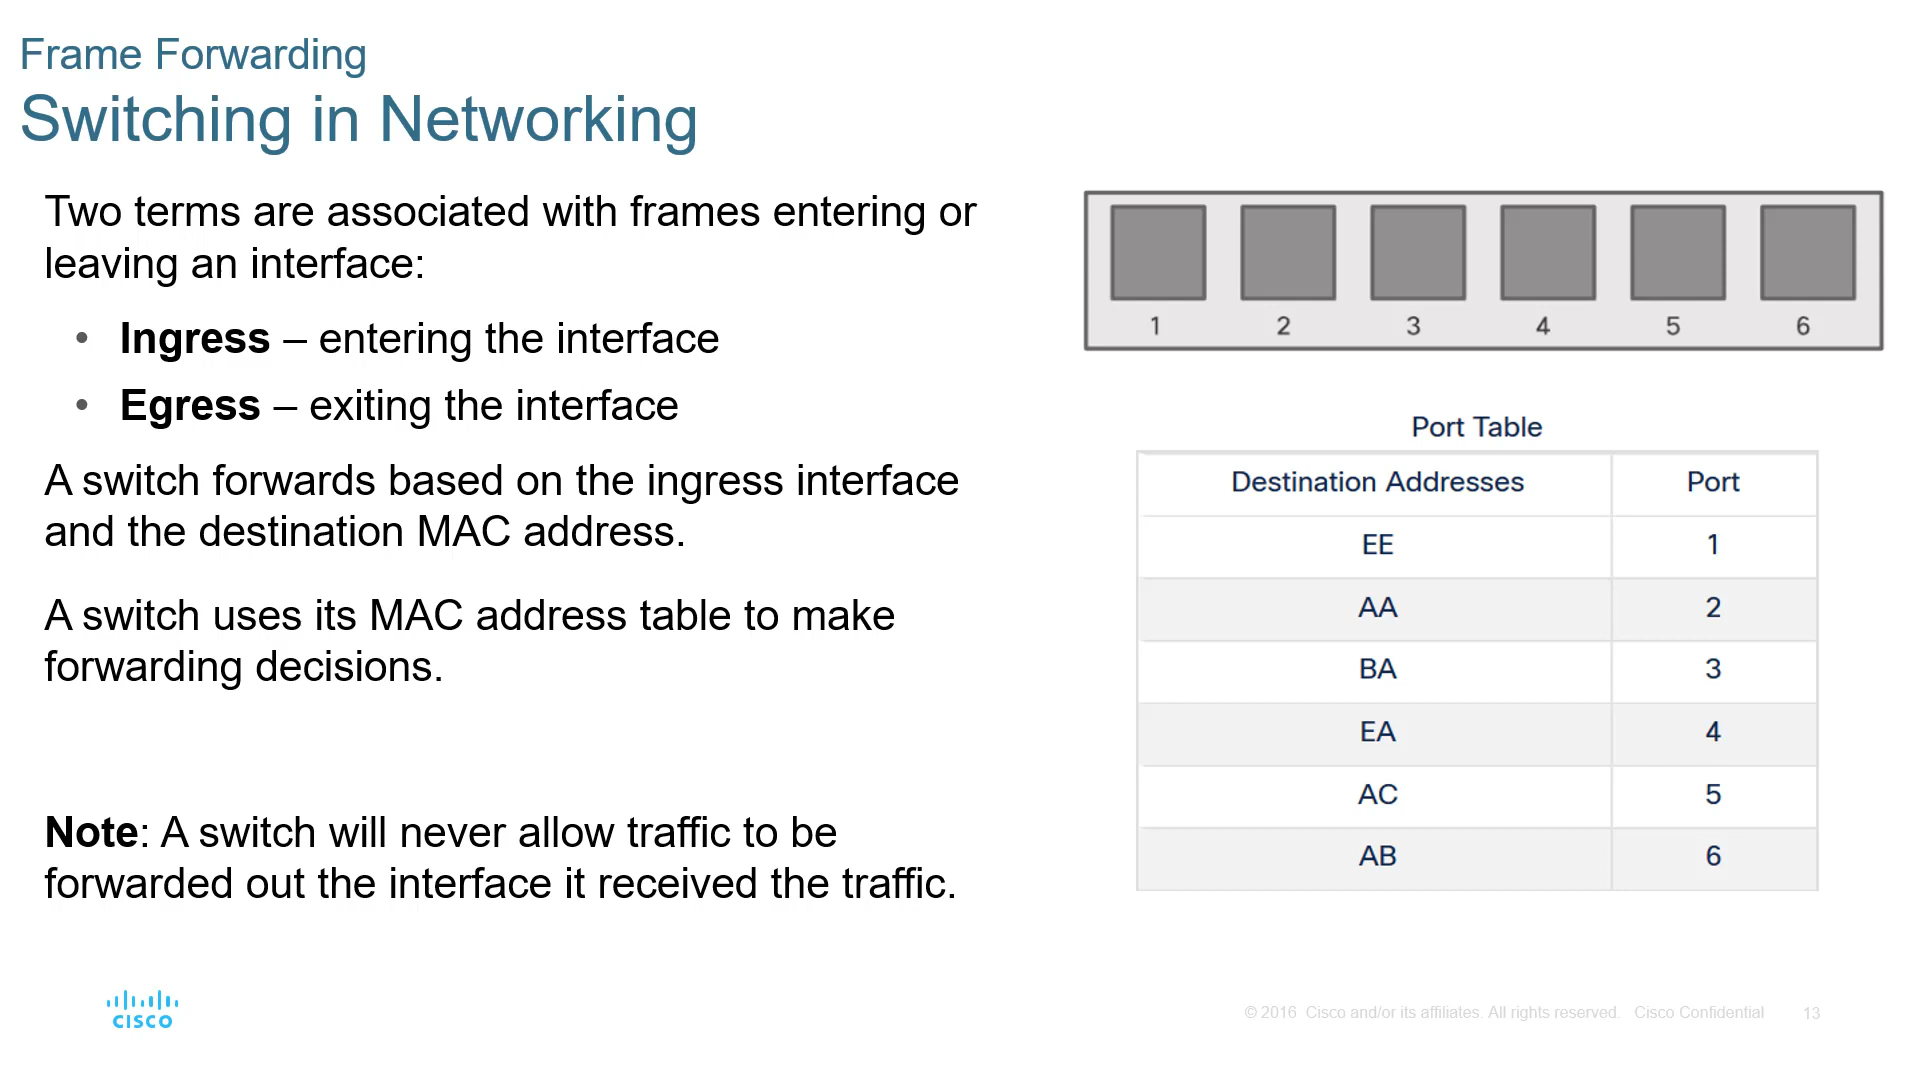 Frame Forwarding
Switching in Networking
Two terms are associated with frames entering or
leaving an interface:
• Ingress – entering the interface
• Egress – exiting the interface
A switch forwards based on the ingress interface
and the destination MAC address.
A switch uses its MAC address table to make
forwarding decisions.
Note: A switch will never allow traffic to be
forwarded out the interface it received the traffic.
1 2 3 4 5 6
Port Table
Destination Addresses Port
EE 1
AA 2
BA 3
EA 4
AC 5
AB 6
CISCO
© 2016 Cisco and/or its affiliates. All rights reserved. Cisco Confidential 13